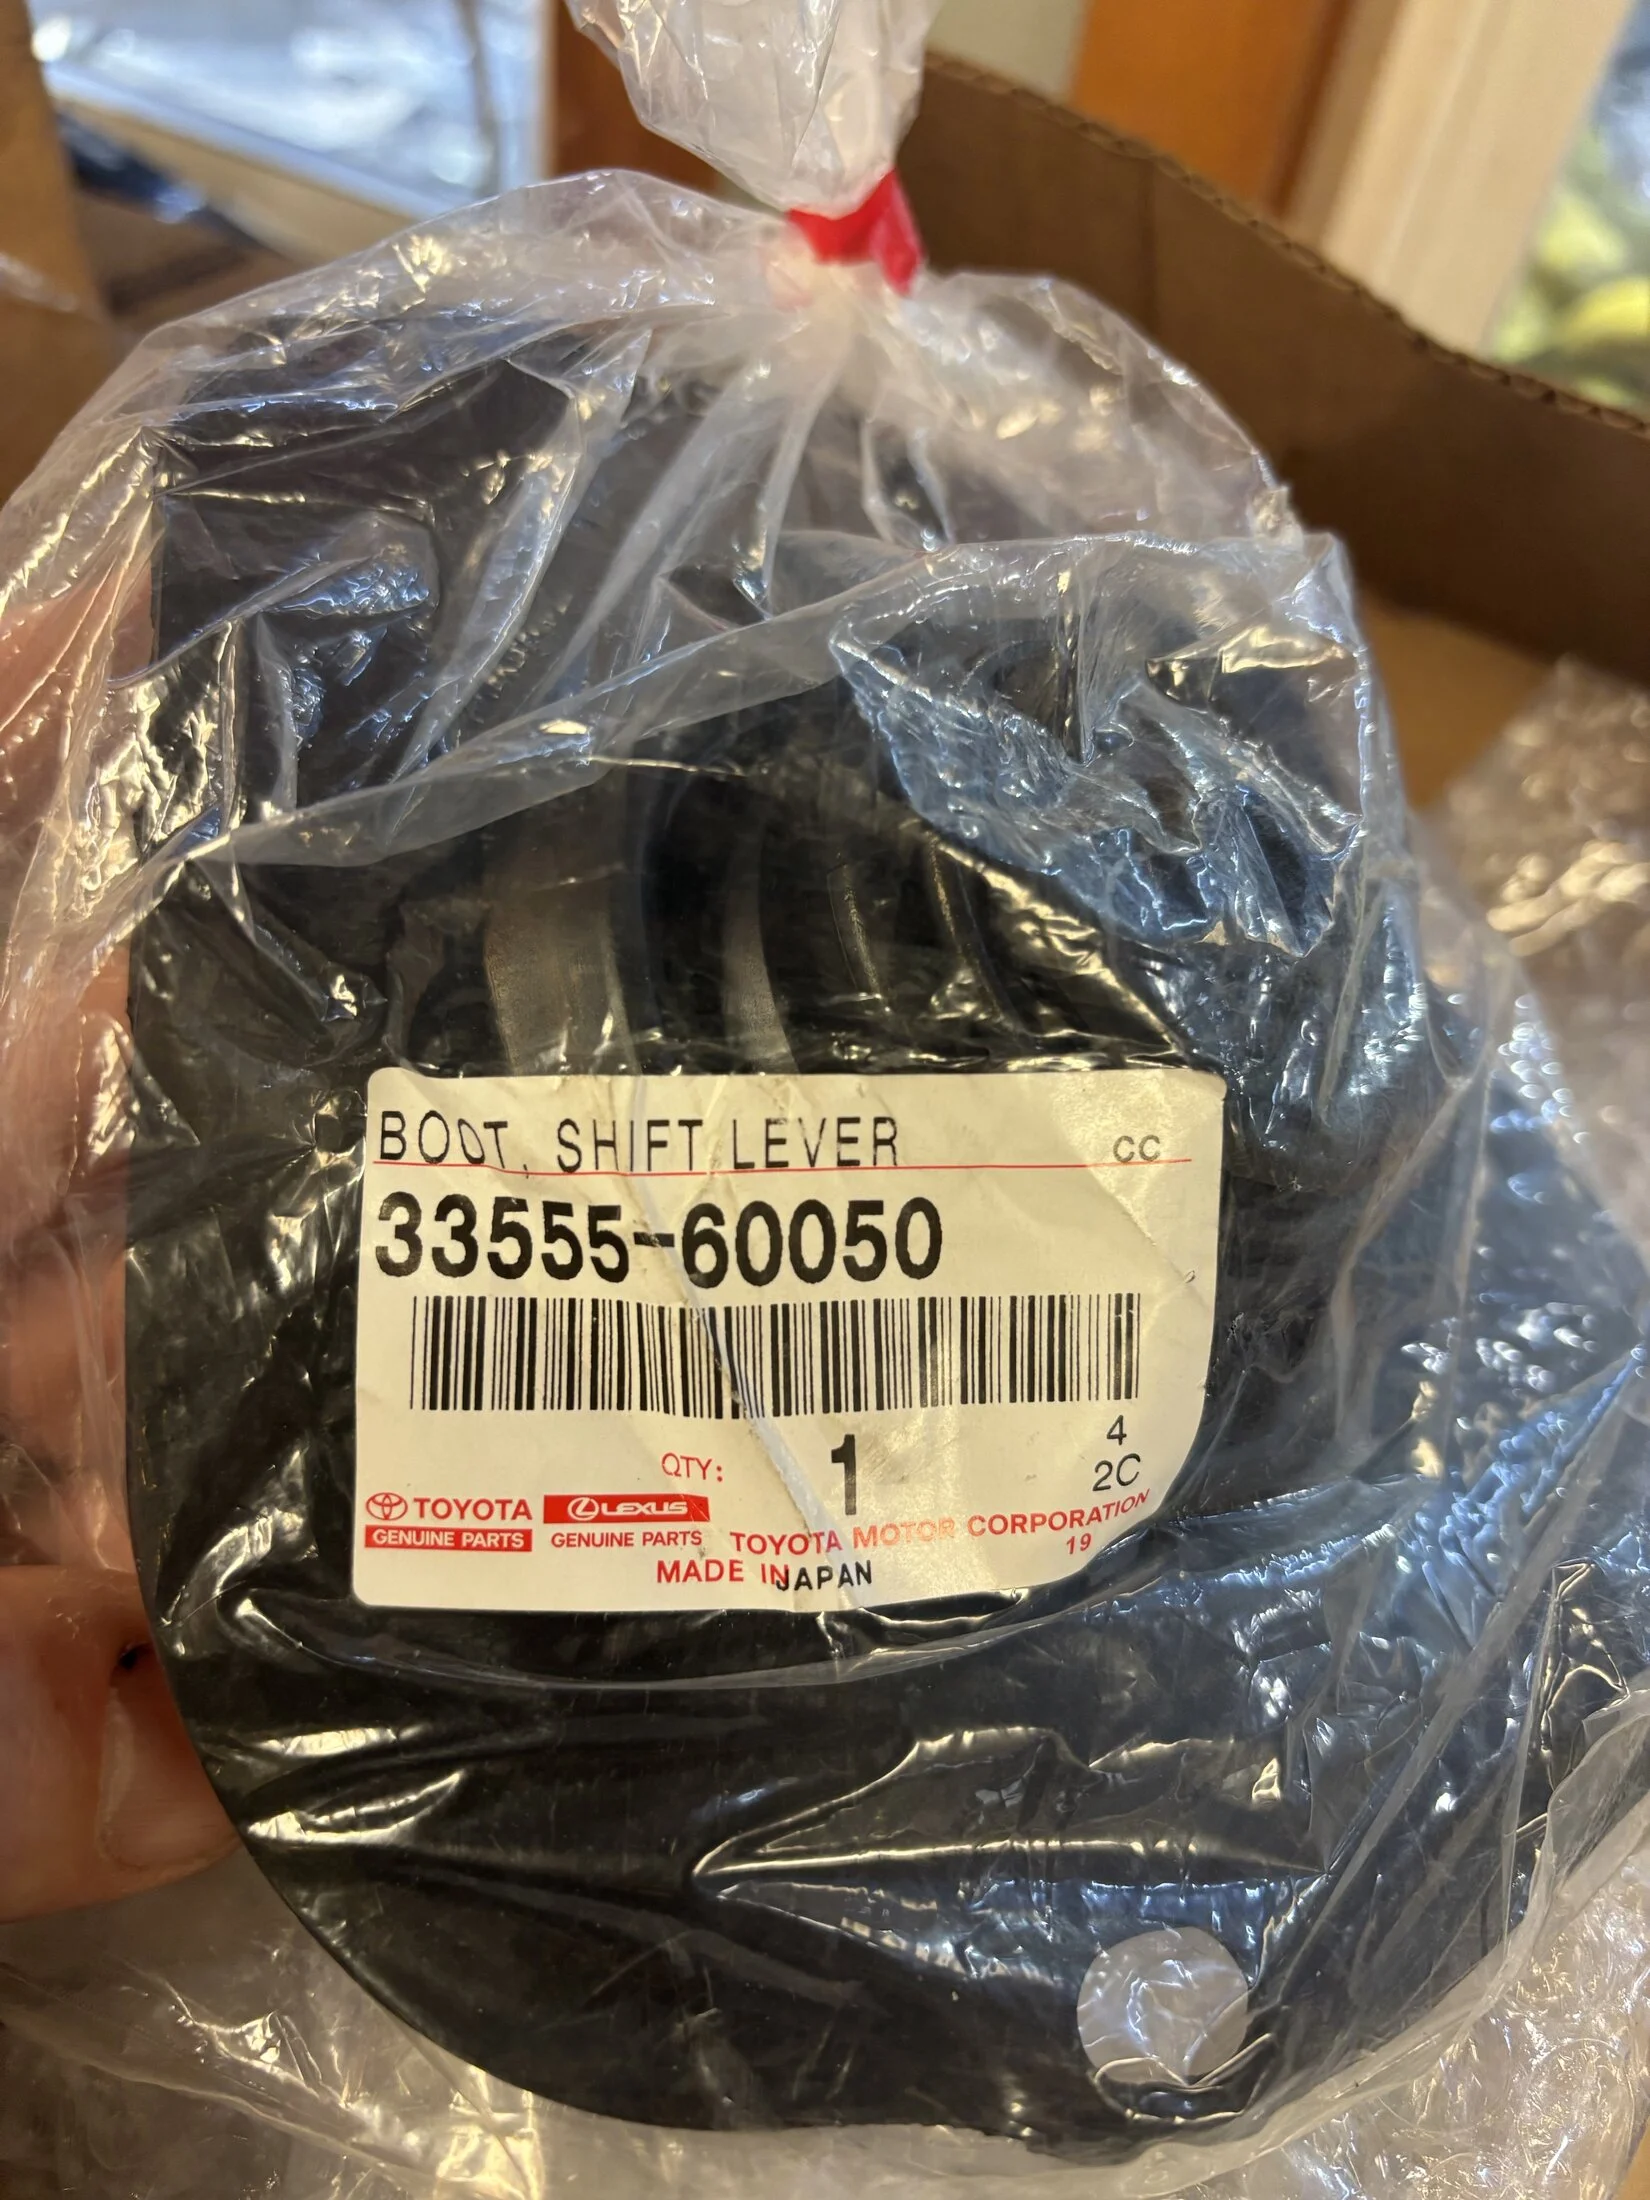 BOOT, SHIFT LEVER CC
33555-60050
QTY: 1
4
2C
TOYOTA
GENUINE PARTS
LEXUS
GENUINE PARTS
TOYOTA MOTOR CORPORATION
19
MADE IN JAPAN